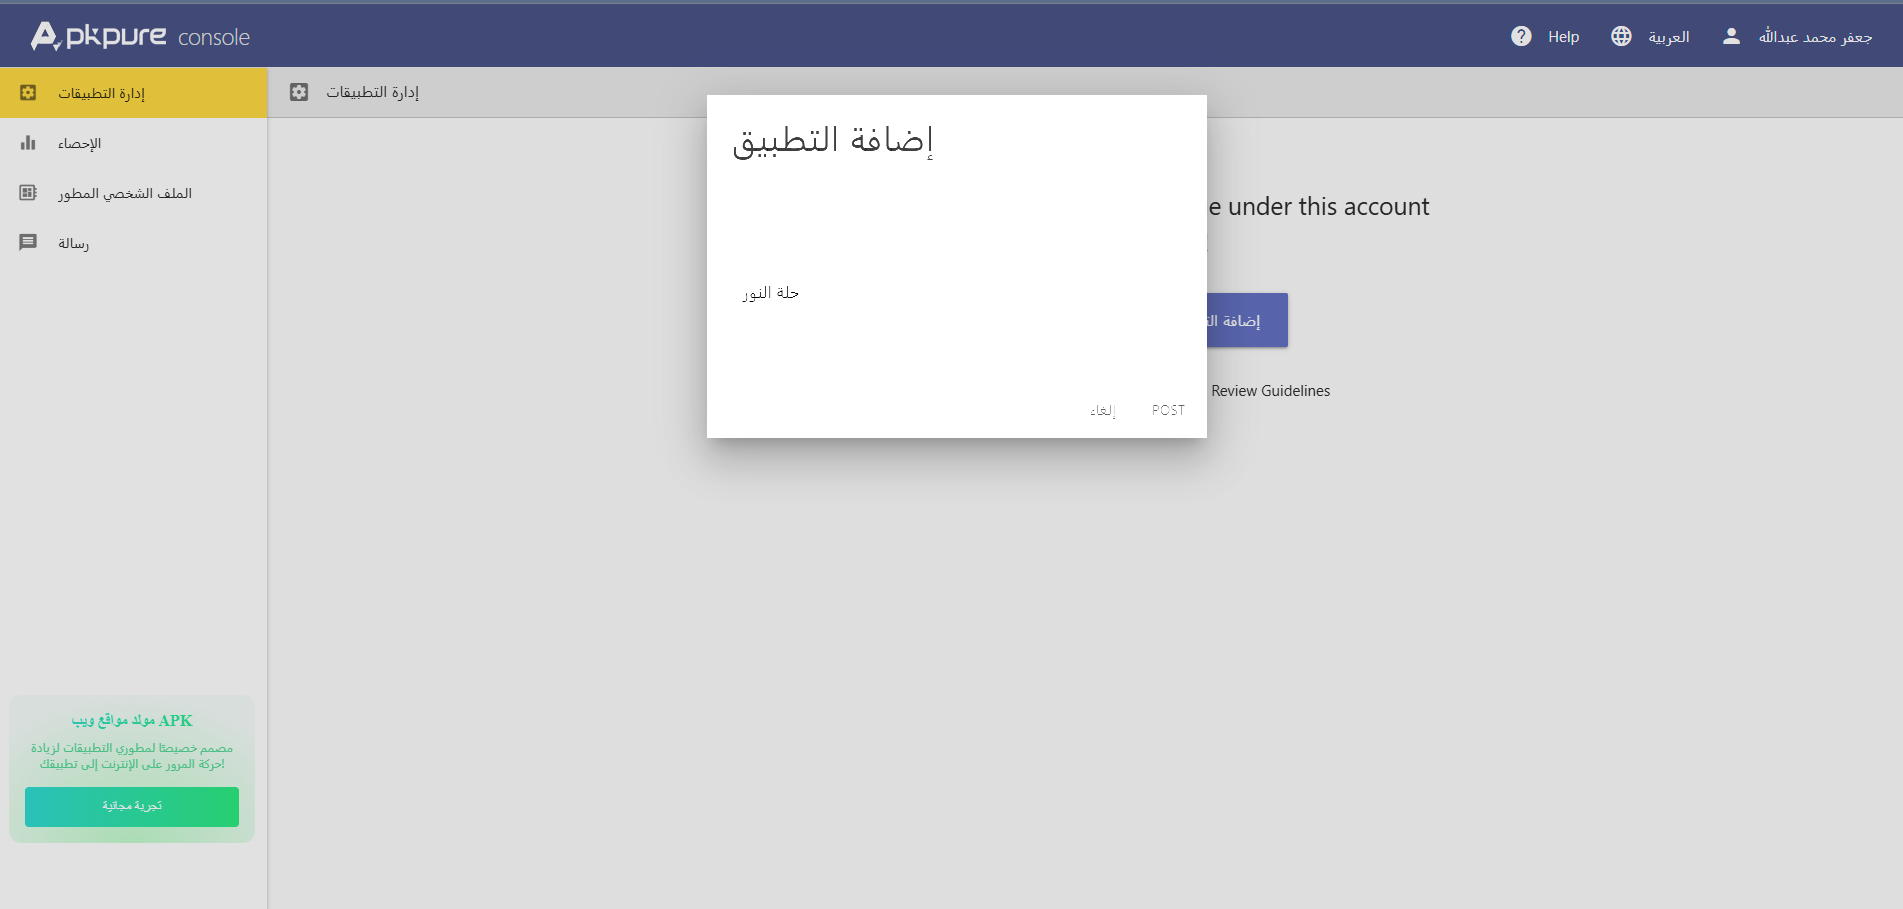 Apkpure console
Help
العربية
جعفر محمد عبدالله
إدارة التطبيقات
الإحصاء
الملف الشخصي المطور
رسالة
إدارة التطبيقات
إضافة التطبيق
حلة النور
إلغاء
POST
e under this account
إضافة الت
Review Guidelines
مولد مواقع ويب APK
مصمم خصيصًا لمطوري التطبيقات لزيادة
حركة المرور على الإنترنت إلى تطبيقك!
تجربة مجانية